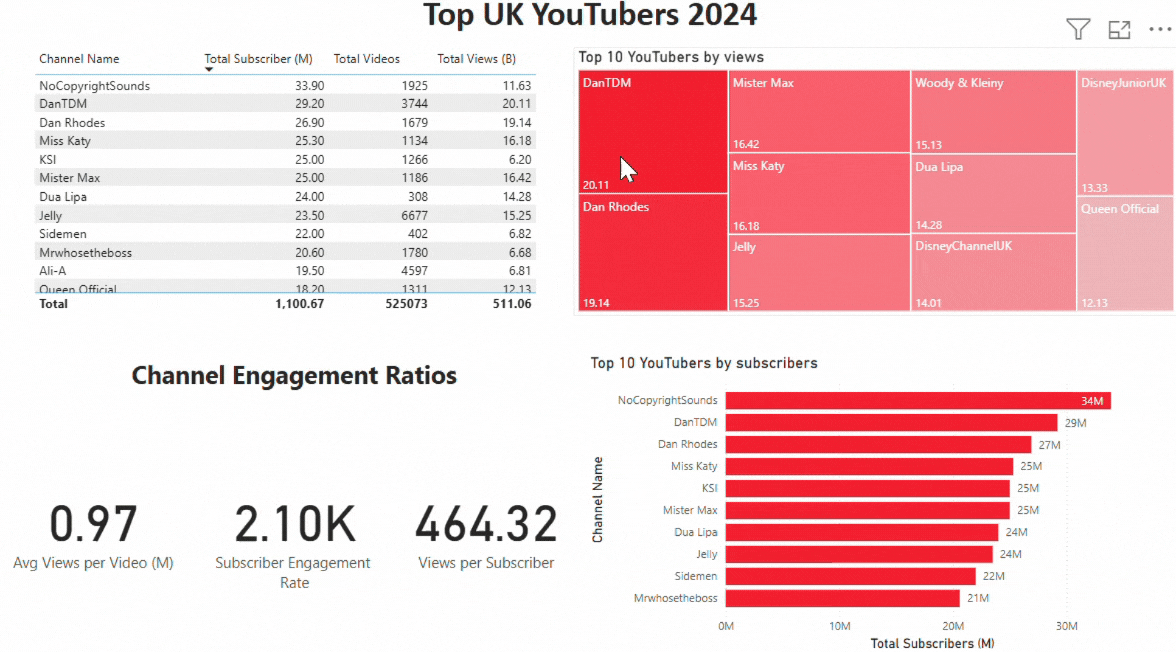 Top UK YouTubers 2024
Channel Name Total Subscriber (M) Total Videos Total Views (B)
NoCopyrightSounds 33.90 1925 11.63
DanTDM 29.20 3744 20.11
Dan Rhodes 26.90 1679 19.14
Miss Katy 25.30 1134 16.18
KSI 25.00 1266 6.20
Mister Max 25.00 1186 16.42
Dua Lipa 24.00 308 14.28
Jelly 23.50 6677 15.25
Sidemen 22.00 402 6.82
Mrwhosetheboss 20.60 1780 6.68
Ali-A 19.50 4597 6.81
Queen Official 18.20 1311 12.13
Total 1,100.67 525073 511.06
Top 10 YouTubers by views
DanTDM
20.11
Dan Rhodes
19.14
Mister Max
16.42
Miss Katy
16.18
Jelly
15.25
Woody & Kleiny
15.13
Dua Lipa
14.28
DisneyChannelUK
14.01
DisneyJuniorUK
13.33
Queen Official
12.13
Channel Engagement Ratios
0.97
Avg Views per Video (M)
2.10K
Subscriber Engagement
Rate
464.32
Views per Subscriber
Top 10 YouTubers by subscribers
Channel Name
NoCopyrightSounds 34M
DanTDM 29M
Dan Rhodes 27M
Miss Katy 25M
KSI 25M
Mister Max 25M
Dua Lipa 24M
Jelly 24M
Sidemen 22M
Mrwhosetheboss 21M
0M 10M 20M 30M
Total Subscribers (M)